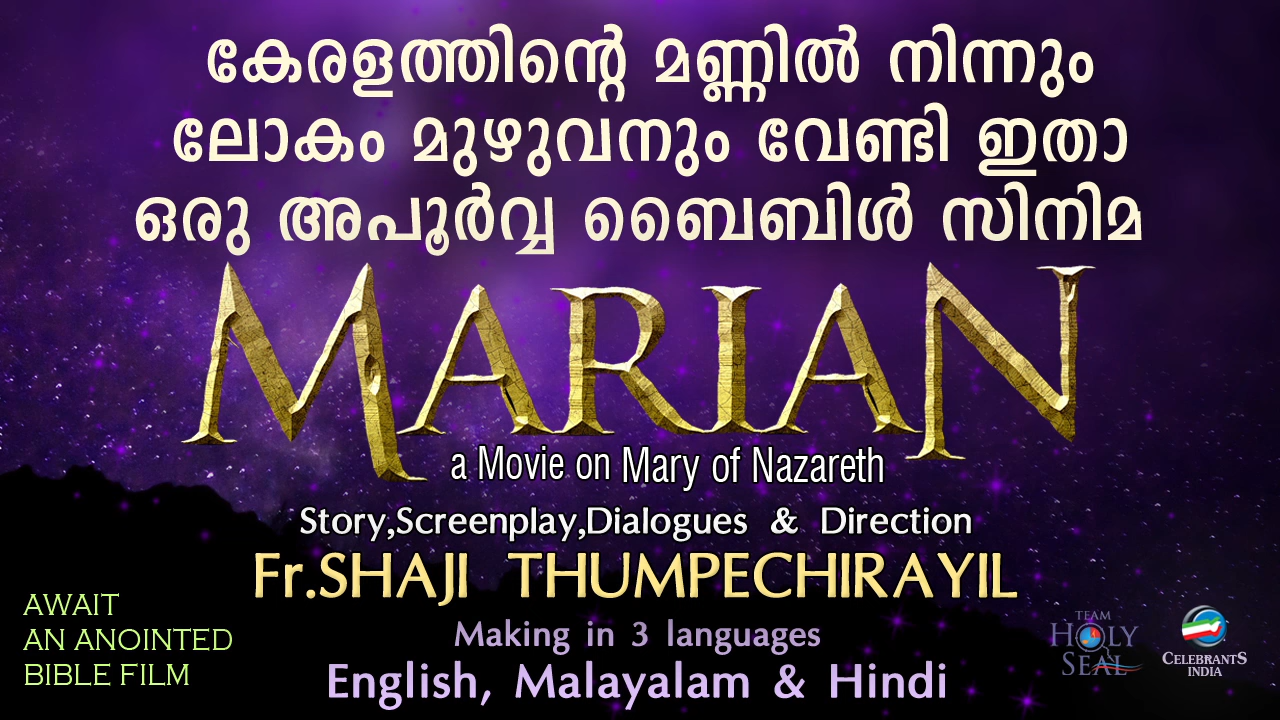 കേരളത്തിന്റെ മണ്ണിൽ നിന്നും
ലോകം മുഴുവനും വേണ്ടി ഇതാ
ഒരു അപൂർവ്വ ബൈബിൾ സിനിമ
MARIAN
a Movie on Mary of Nazareth
Story,Screenplay,Dialogues & Direction
Fr.SHAJI THUMPECHIRAYIL
Making in 3 languages
English, Malayalam & Hindi
AWAIT
AN ANOINTED
BIBLE FILM
TEAM
HOLY
SEAL
CELEBRANTS
INDIA